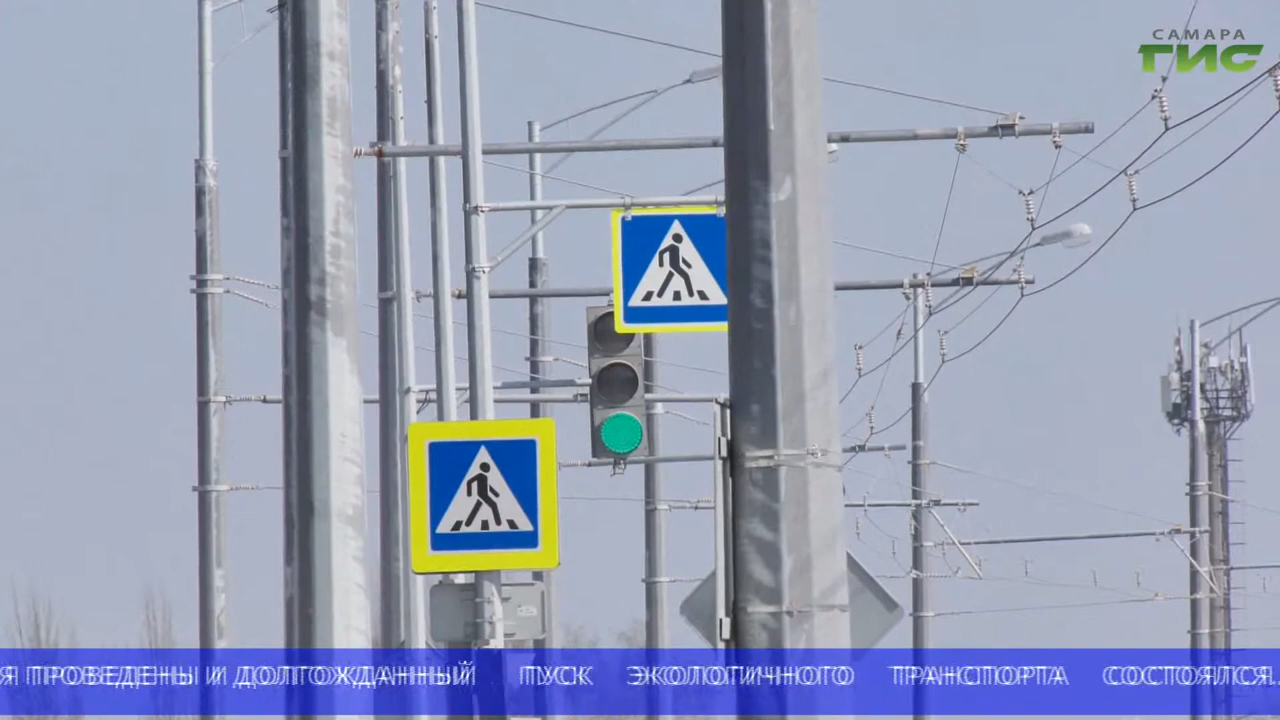 САМАРА
ГИС
Я ПРОВЕДЕНЫ И ДОЛГОЖДАННЫЙ ПУСК ЭКОЛОГИЧНОГО ТРАНСПОРТА СОСТОЯЛСЯ.